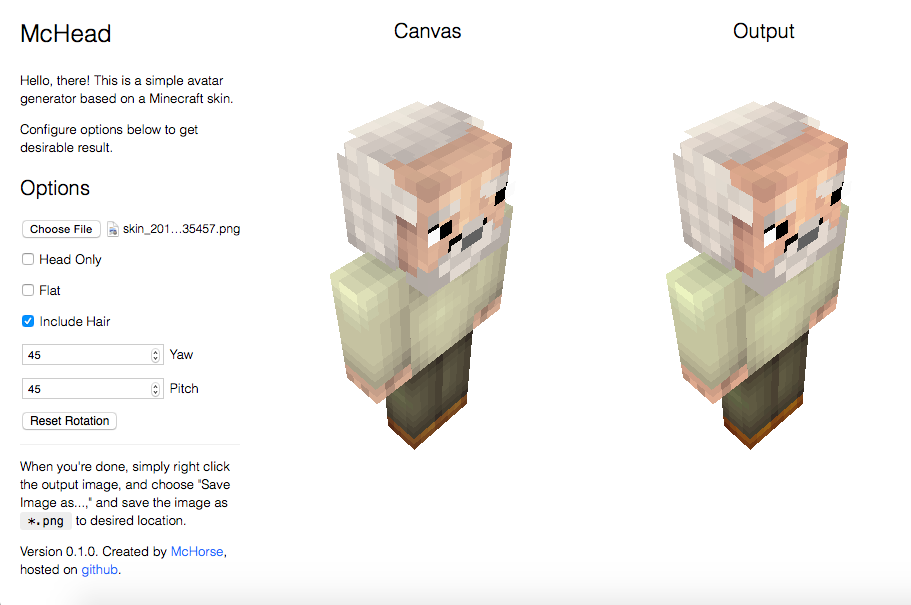 McHead
Hello, there! This is a simple avatar
generator based on a Minecraft skin.
Configure options below to get
desirable result.
Options
Choose File skin_201...35457.png
Head Only
Flat
Include Hair
45 Yaw
45 Pitch
Reset Rotation
When you're done, simply right click
the output image, and choose "Save
Image as...," and save the image as
*.png to desired location.
Version 0.1.0. Created by McHorse,
hosted on github.
Canvas
Output